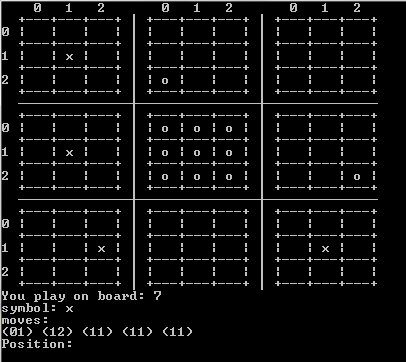 0 1 2 0 1 2 0 1 2
0
1 x
2 o
0 o o o
1 x o o o
2 o o o o
0
1 x x
2
You play on board: 7
symbol: x
moves:
(01) (12) (11) (11) (11)
Position: